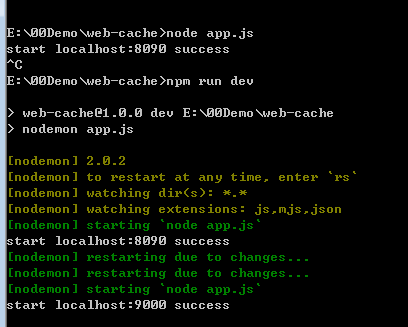 E:\00Demo\web-cache>node app.js
start localhost:8090 success
^C
E:\00Demo\web-cache>npm run dev
> web-cache@1.0.0 dev E:\00Demo\web-cache
> nodemon app.js
[nodemon] 2.0.2
[nodemon] to restart at any time, enter `rs`
[nodemon] watching dir(s): *.*
[nodemon] watching extensions: js,mjs,json
[nodemon] starting `node app.js`
start localhost:8090 success
[nodemon] restarting due to changes...
[nodemon] restarting due to changes...
[nodemon] starting `node app.js`
start localhost:9000 success